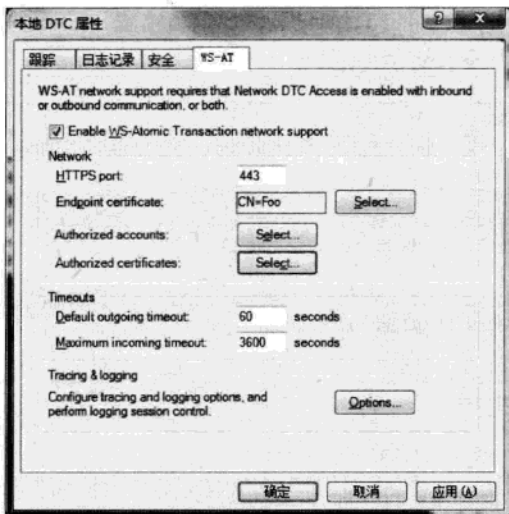 本地 DTC 属性
跟踪 日志记录 安全 WS-AT
WS-AT network support requires that Network DTC Access is enabled with inbound
or outbound communication, or both.
Enable WS-Atomic Transaction network support
Network
HTTPS port: 443
Endpoint certificate: CN=Foo Select...
Authorized accounts: Select...
Authorized certificates: Select...
Timeouts
Default outgoing timeout: 60 seconds
Maximum incoming timeout: 3600 seconds
Tracing & logging
Configure tracing and logging options, and
perform logging session control.
Options...
确定 取消 应用(A)